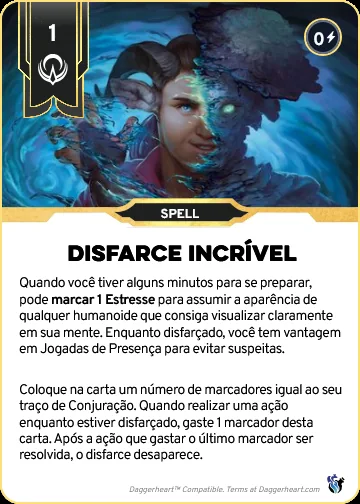 1
0
SPELL
DISFARCE INCRÍVEL
Quando você tiver alguns minutos para se preparar,
pode marcar 1 Estresse para assumir a aparência de
qualquer humanoide que consiga visualizar claramente
em sua mente. Enquanto disfarçado, você tem vantagem
em Jogadas de Presença para evitar suspeitas.
Coloque na carta um número de marcadores igual ao seu
traço de Conjuração. Quando realizar uma ação
enquanto estiver disfarçado, gaste 1 marcador desta
carta. Após a ação que gastar o último marcador ser
resolvida, o disfarce desaparece.
Daggerheart™ Compatible. Terms at Daggerheart.com